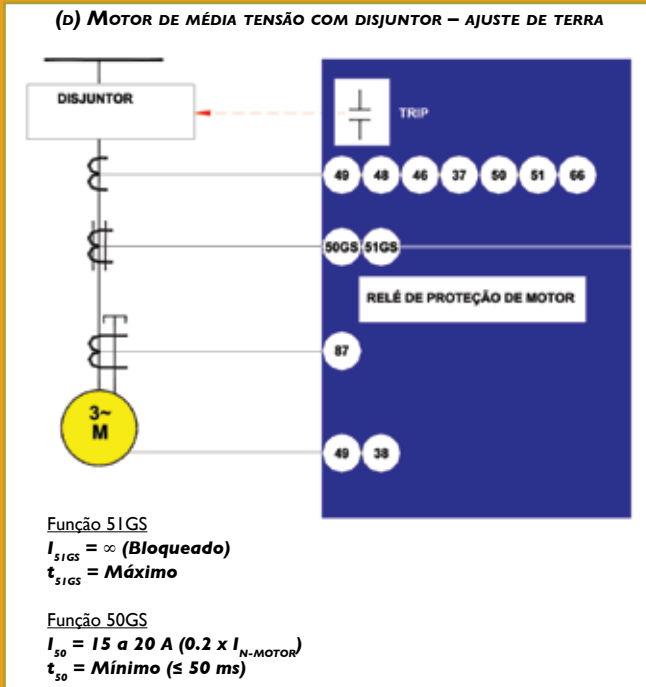 (D) MOTOR DE MÉDIA TENSÃO COM DISJUNTOR – AJUSTE DE TERRA
DISJUNTOR
TRIP
49 48 46 37 50 51 66
50GS 51GS
RELÉ DE PROTEÇÃO DE MOTOR
87
3~
M
49 38
Função 51GS
I51GS = ∞ (Bloqueado)
t51GS = Máximo
Função 50GS
I50 = 15 a 20 A (0.2 x IN-MOTOR)
t50 = Mínimo (≤ 50 ms)